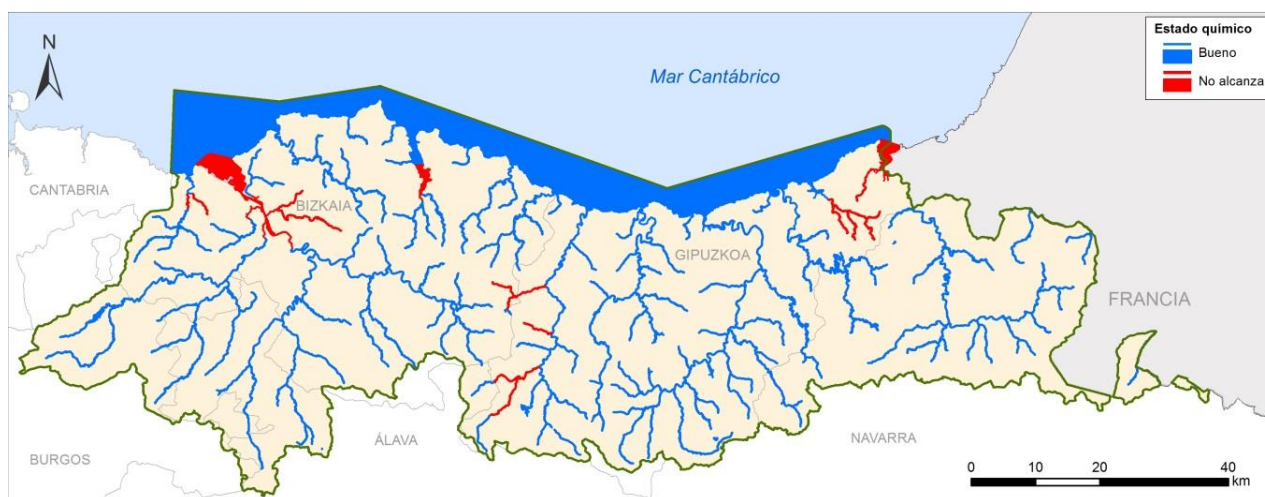 Estado químico
Bueno
No alcanza
N
Mar Cantábrico
CANTABRIA
BIZKAIA
GIPUZKOA
FRANCIA
ÁLAVA
NAVARRA
BURGOS
0 10 20 40
km